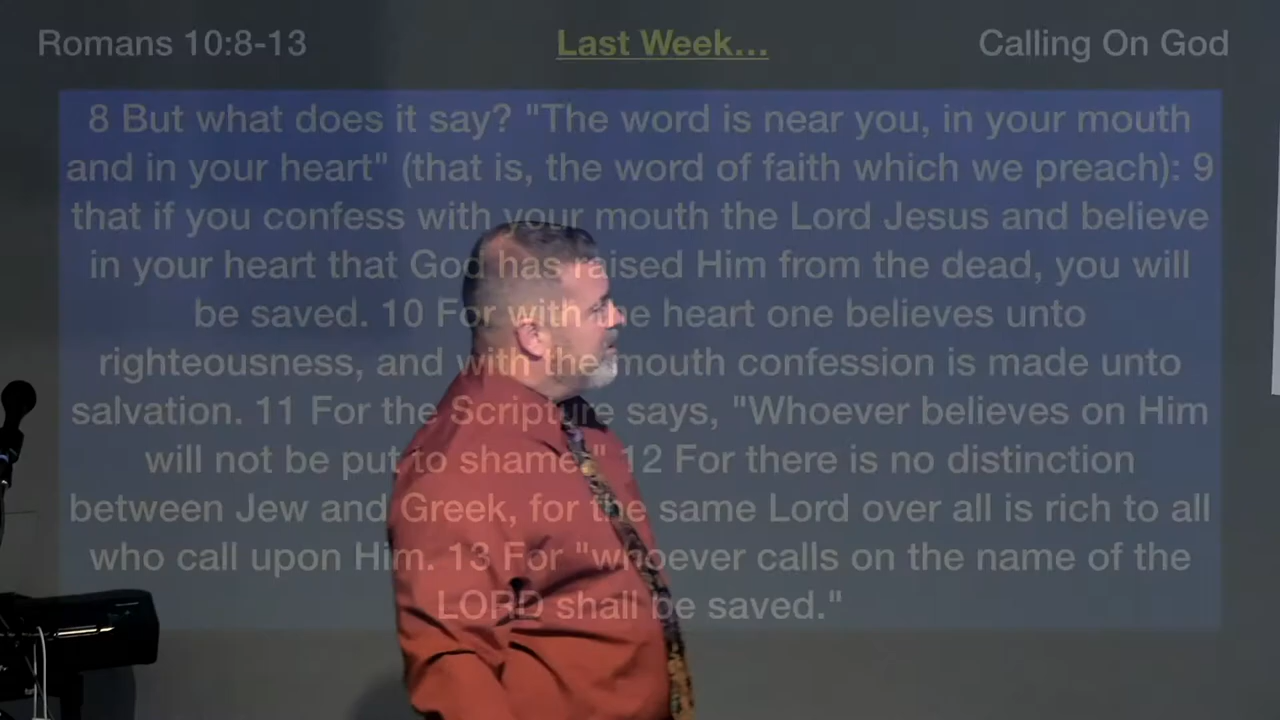 Romans 10:8-13 Last Week... Calling On God
8 But what does it say? "The word is near you, in your mouth
and in your heart" (that is, the word of faith which we preach): 9
that if you confess with your mouth the Lord Jesus and believe
in your heart that God has raised Him from the dead, you will
be saved. 10 For with the heart one believes unto
righteousness, and with the mouth confession is made unto
salvation. 11 For the Scripture says, "Whoever believes on Him
will not be put to shame." 12 For there is no distinction
between Jew and Greek, for the same Lord over all is rich to all
who call upon Him. 13 For "whoever calls on the name of the
LORD shall be saved."